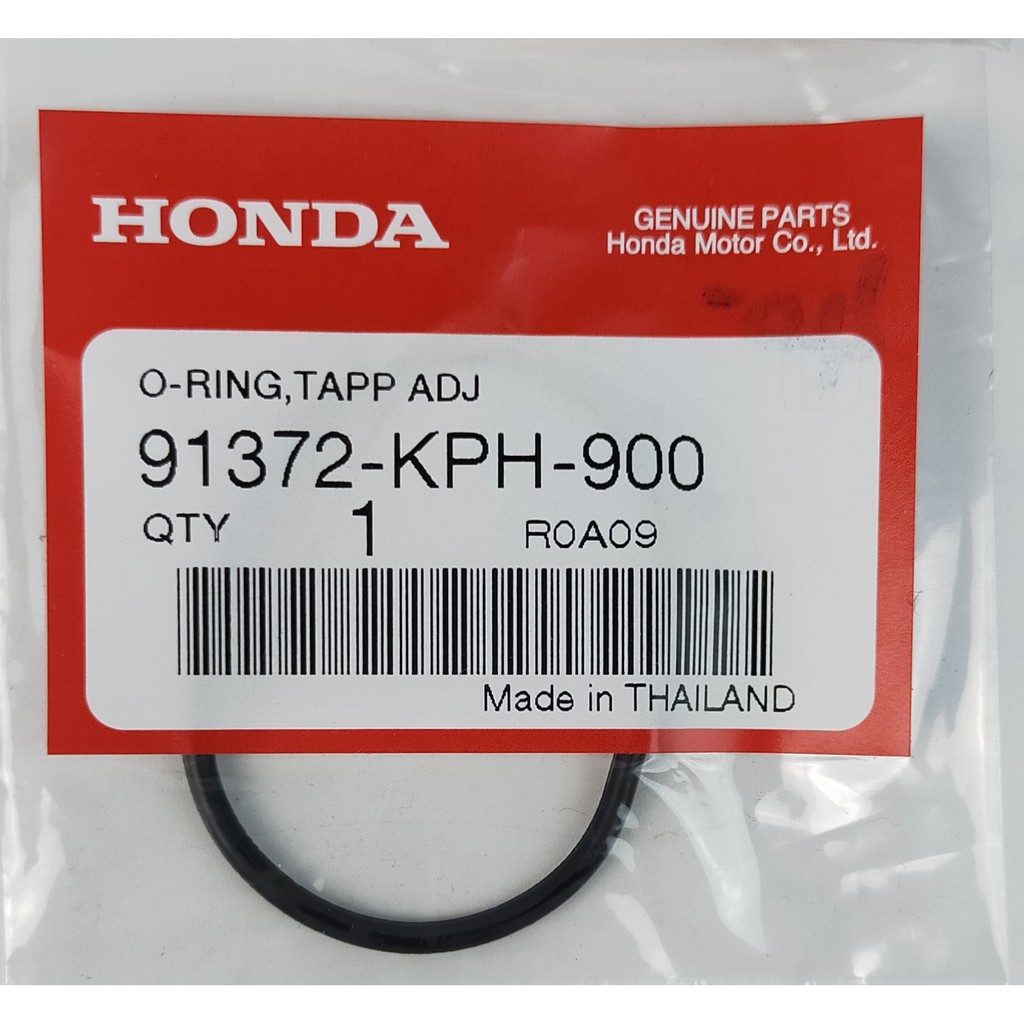 HONDA
GENUINE PARTS
Honda Motor Co., Ltd.
O-RING,TAPP ADJ
91372-KPH-900
QTY 1 R0A09
Made in THAILAND